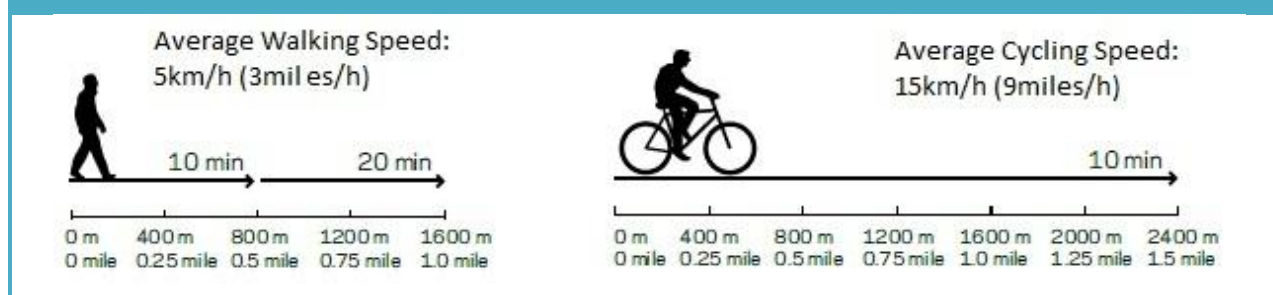 Average Walking Speed:
5km/h (3miles/h)
10 min 20 min
0 m 400 m 800 m 1200 m 1600 m
0 mile 0.25 mile 0.5 mile 0.75 mile 1.0 mile
Average Cycling Speed:
15km/h (9miles/h)
10 min
0 m 400 m 800 m 1200 m 1600 m 2000 m 2400 m
0 mile 0.25 mile 0.5 mile 0.75 mile 1.0 mile 1.25 mile 1.5 mile